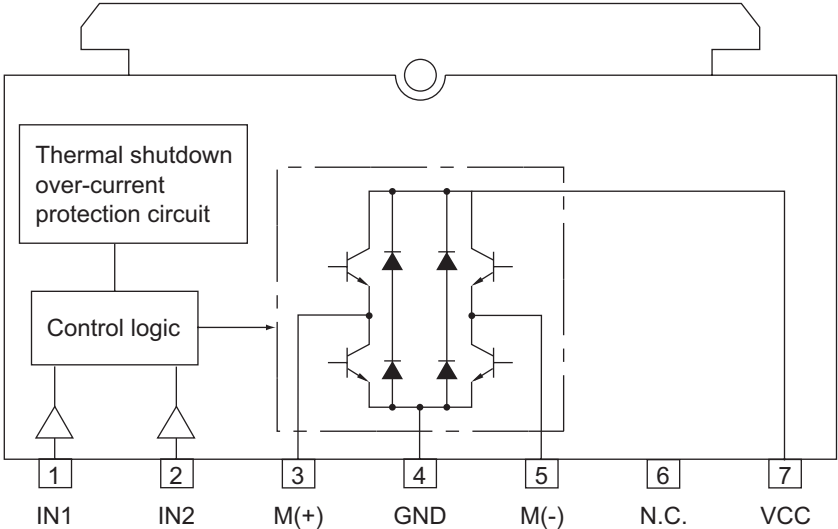 Thermal shutdown
over-current
protection circuit
Control logic
1 2 3 4 5 6 7
IN1 IN2 M(+) GND M(-) N.C. VCC